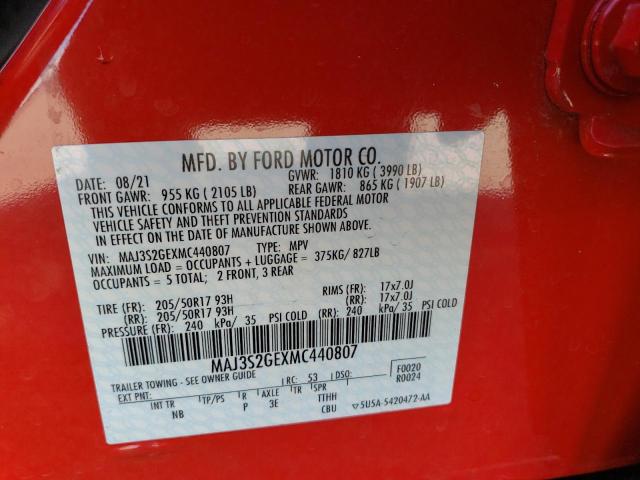 MFD. BY FORD MOTOR CO.
DATE: 08/21 GVWR: 1810 KG ( 3990 LB)
FRONT GAWR: 955 KG ( 2105 LB) REAR GAWR: 865 KG ( 1907 LB)
THIS VEHICLE CONFORMS TO ALL APPLICABLE FEDERAL MOTOR
VEHICLE SAFETY AND THEFT PREVENTION STANDARDS
IN EFFECT ON THE DATE OF MANUFACTURE SHOWN ABOVE.
VIN: MAJ3S2GEXMC440807 TYPE: MPV
MAXIMUM LOAD = OCCUPANTS + LUGGAGE = 375KG/ 827LB
OCCUPANTS = 5 TOTAL; 2 FRONT, 3 REAR
TIRE (FR): 205/50R17 93H RIMS (FR): 17x7.0J
(RR): 205/50R17 93H (RR): 17x7.0J
PRESSURE (FR): 240 kPa/ 35 PSI COLD (RR): 240 kPa/ 35 PSI COLD
MAJ3S2GEXMC440807
TRAILER TOWING - SEE OWNER GUIDE RC: 53 DSO: F0020
EXT PNT: R0024
INT TR TP/PS R AXLE TR SPR
NB P 3E TTHH
CBU 5U5A-5420472-AA